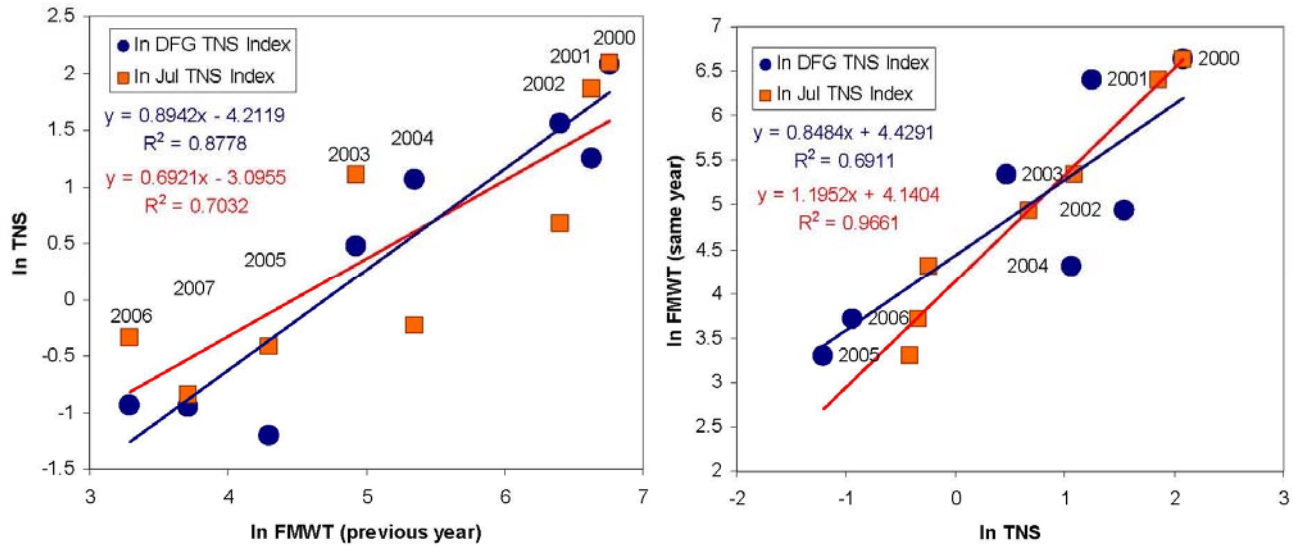 ln DFG TNS Index
ln Jul TNS Index
y = 0.8942x - 4.2119
R² = 0.8778
y = 0.6921x - 3.0955
R² = 0.7032
2000
2001
2002
2004
2003
2005
2007
2006
2.5
2
1.5
1
0.5
0
-0.5
-1
-1.5
3
4
5
6
7
ln TNS
ln FMWT (previous year)
ln DFG TNS Index
ln Jul TNS Index
y = 0.8484x + 4.4291
R² = 0.6911
y = 1.1952x + 4.1404
R² = 0.9661
2000
2001
2003
2002
2004
2006
2005
7
6.5
6
5.5
5
4.5
4
3.5
3
2.5
2
-2
-1
0
1
2
3
ln FMWT (same year)
ln TNS